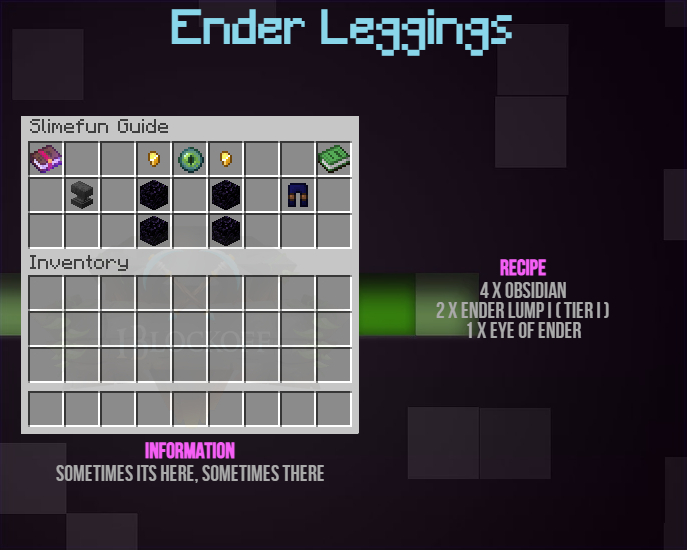 Ender Leggings
Slimefun Guide
Inventory
IBLOCKOFF
RECIPE
4 X OBSIDIAN
2 X ENDER LUMP I ( TIER I )
1 X EYE OF ENDER
INFORMATION
SOMETIMES ITS HERE, SOMETIMES THERE